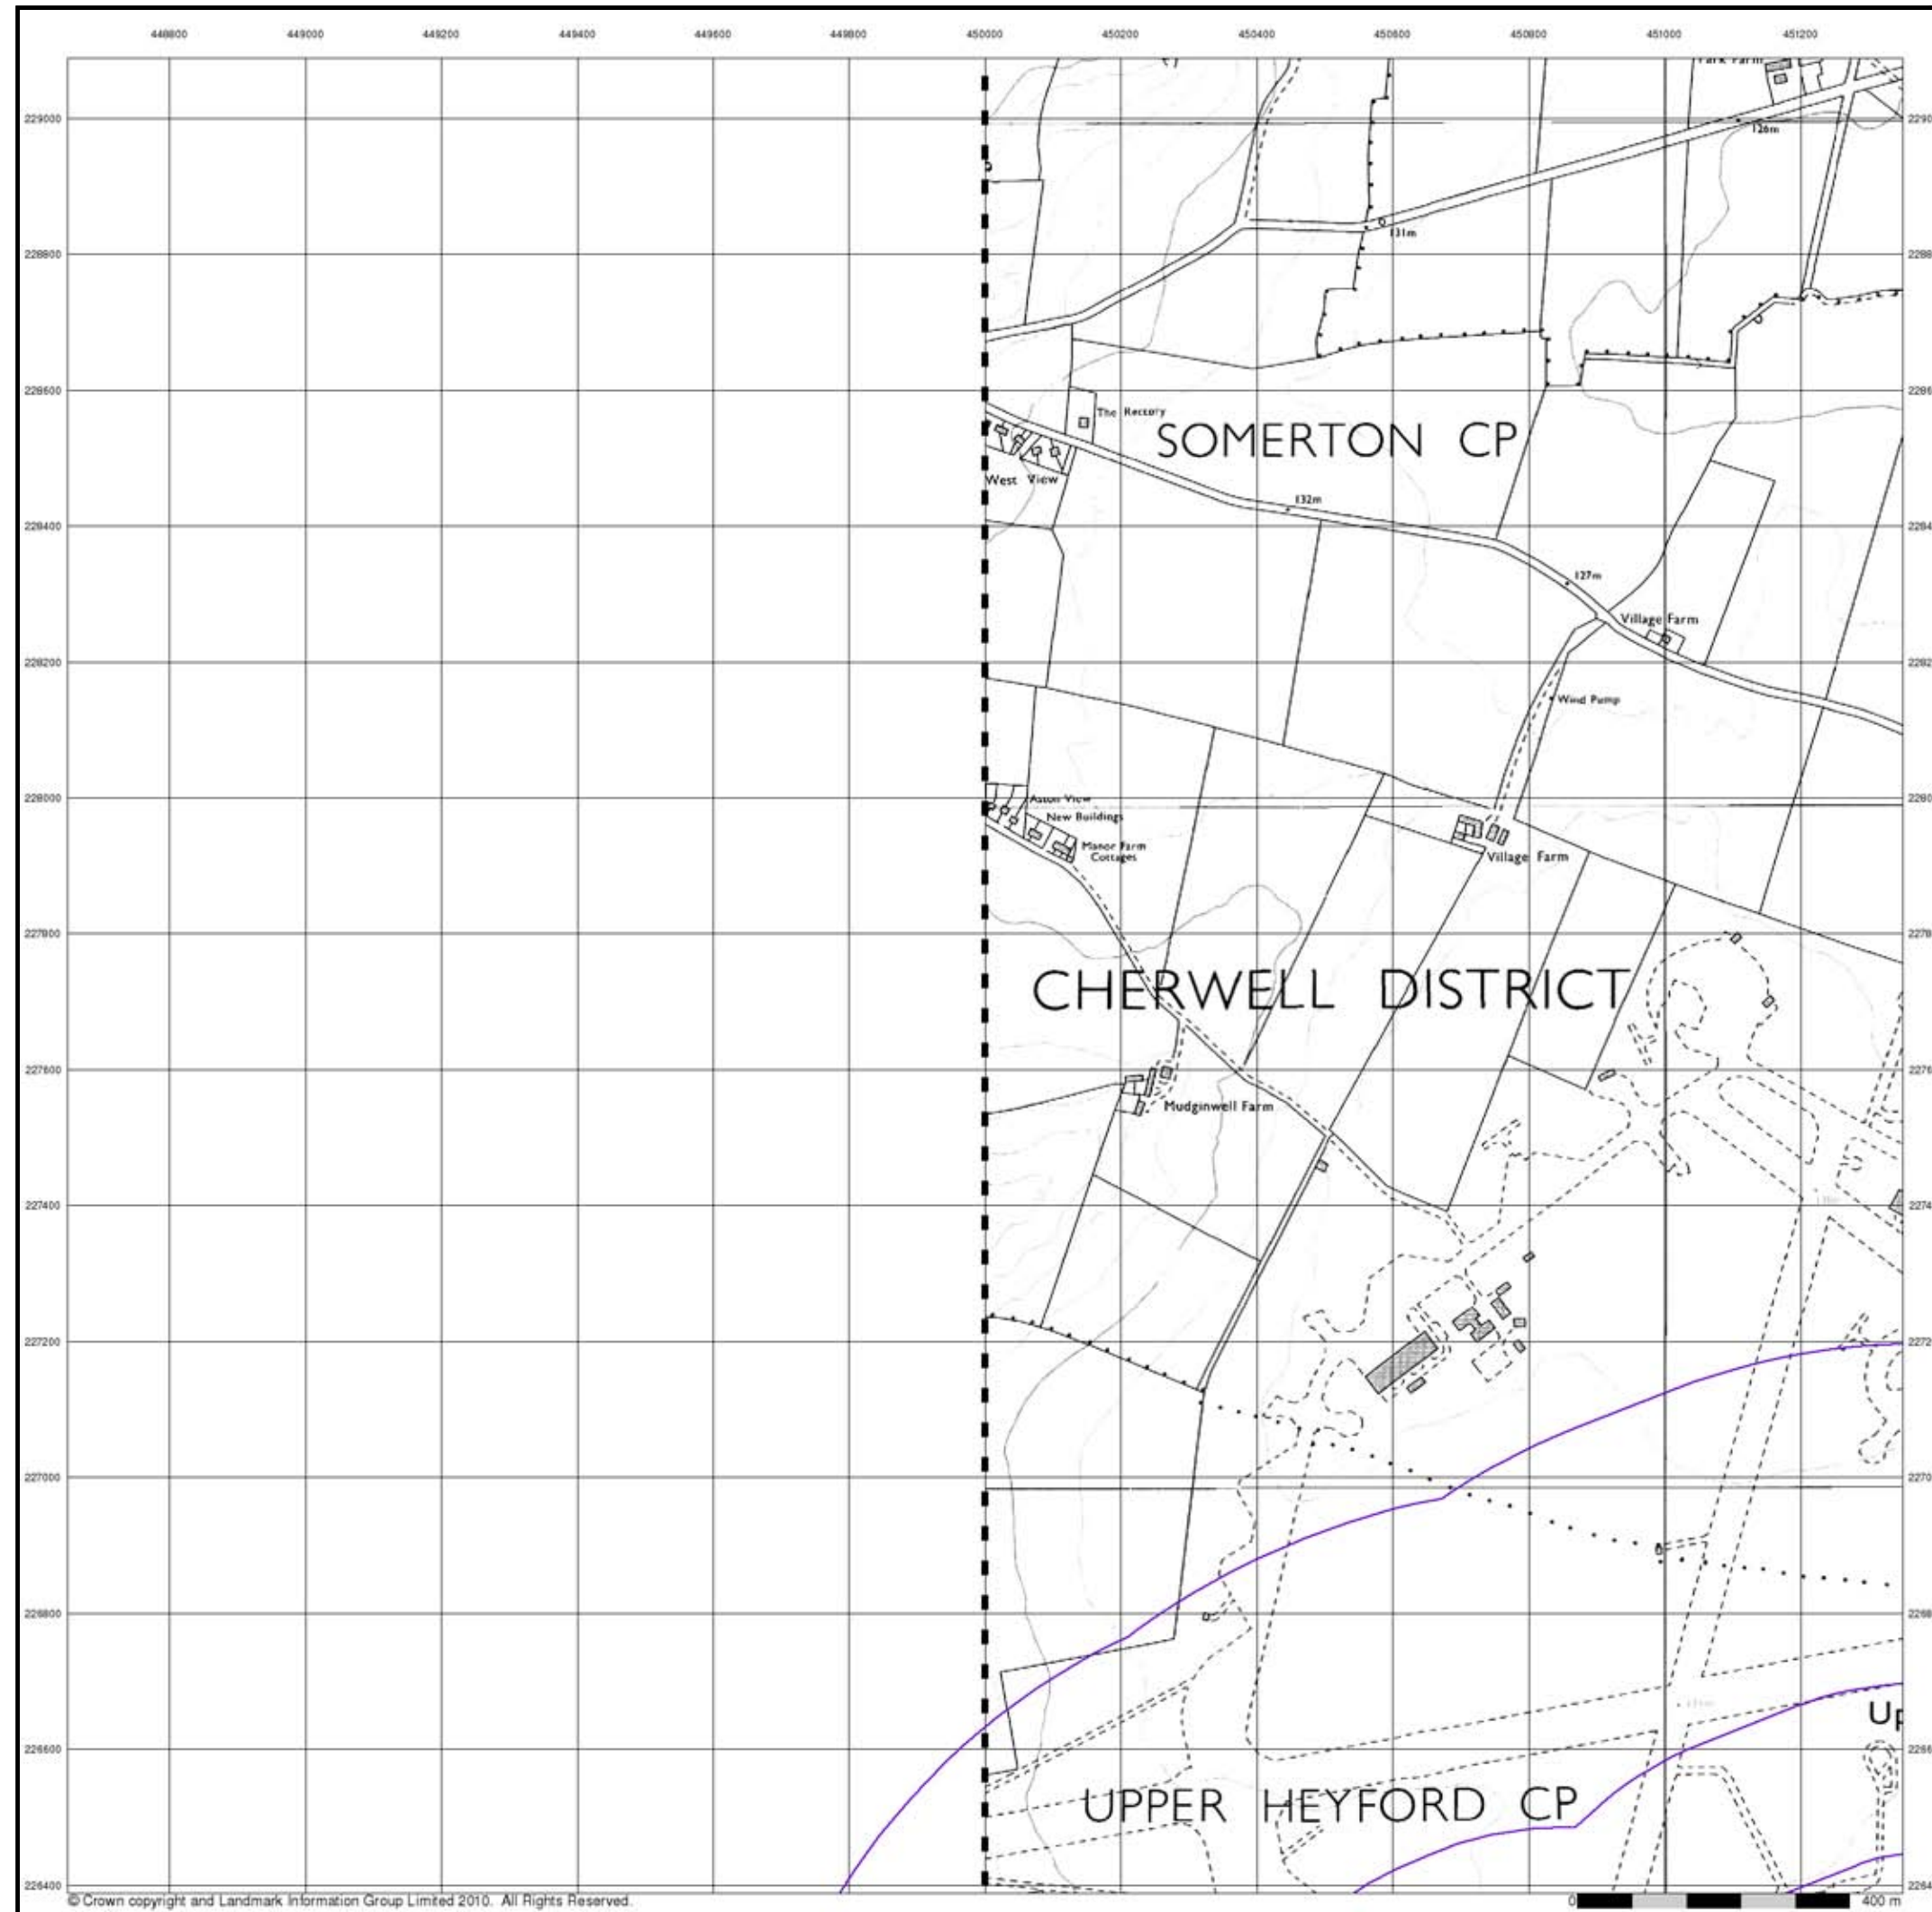 448800 449000 449200 449400 449600 449800 450000 450200 450400 450600 450800 451000 451200
Park Farm
229000
126m
228800
131m
228600
The Rectory
SOMERTON CP
West View
132m
228400
127m
Village Farm
228200
Wind Pump
228000
Aston View
New Buildings
Manor Farm
Cottages
Village Farm
227800
CHERWELL DISTRICT
227600
Mudginwell Farm
227400
227200
227000
226800
Up
226600
UPPER HEYFORD CP
226400
© Crown copyright and Landmark Information Group Limited 2010. All Rights Reserved.
0 400 m